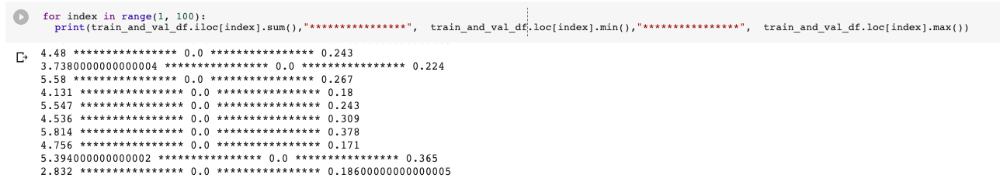 for index in range(1, 100):
print(train_and_val_df.iloc[index].sum(),"****************",  train_and_val_df.loc[index].min(),"****************",  train_and_val_df.loc[index].max())
4.48 **************** 0.0 **************** 0.243
3.7380000000000004 **************** 0.0 **************** 0.224
5.58 **************** 0.0 **************** 0.267
4.131 **************** 0.0 **************** 0.18
5.547 **************** 0.0 **************** 0.243
4.536 **************** 0.0 **************** 0.309
5.814 **************** 0.0 **************** 0.378
4.756 **************** 0.0 **************** 0.171
5.394000000000002 **************** 0.0 **************** 0.365
2.832 **************** 0.0 **************** 0.18600000000000005